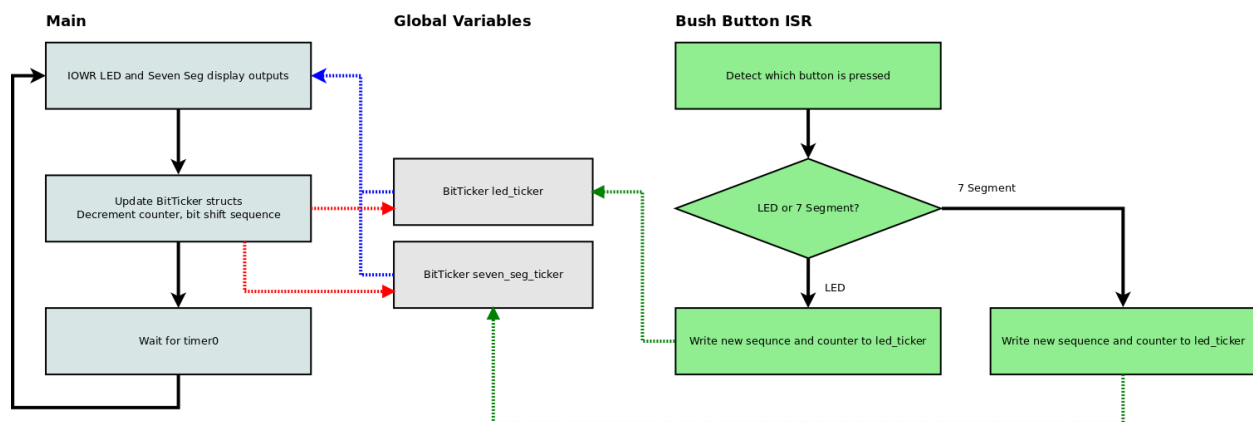 Main
Global Variables
Bush Button ISR
IOWR LED and Seven Seg display outputs
Detect which button is pressed
Update BitTicker structs
Decrement counter, bit shift sequence
BitTicker led_ticker
BitTicker seven_seg_ticker
LED or 7 Segment?
7 Segment
LED
Wait for timer0
Write new sequnce and counter to led_ticker
Write new sequence and counter to led_ticker